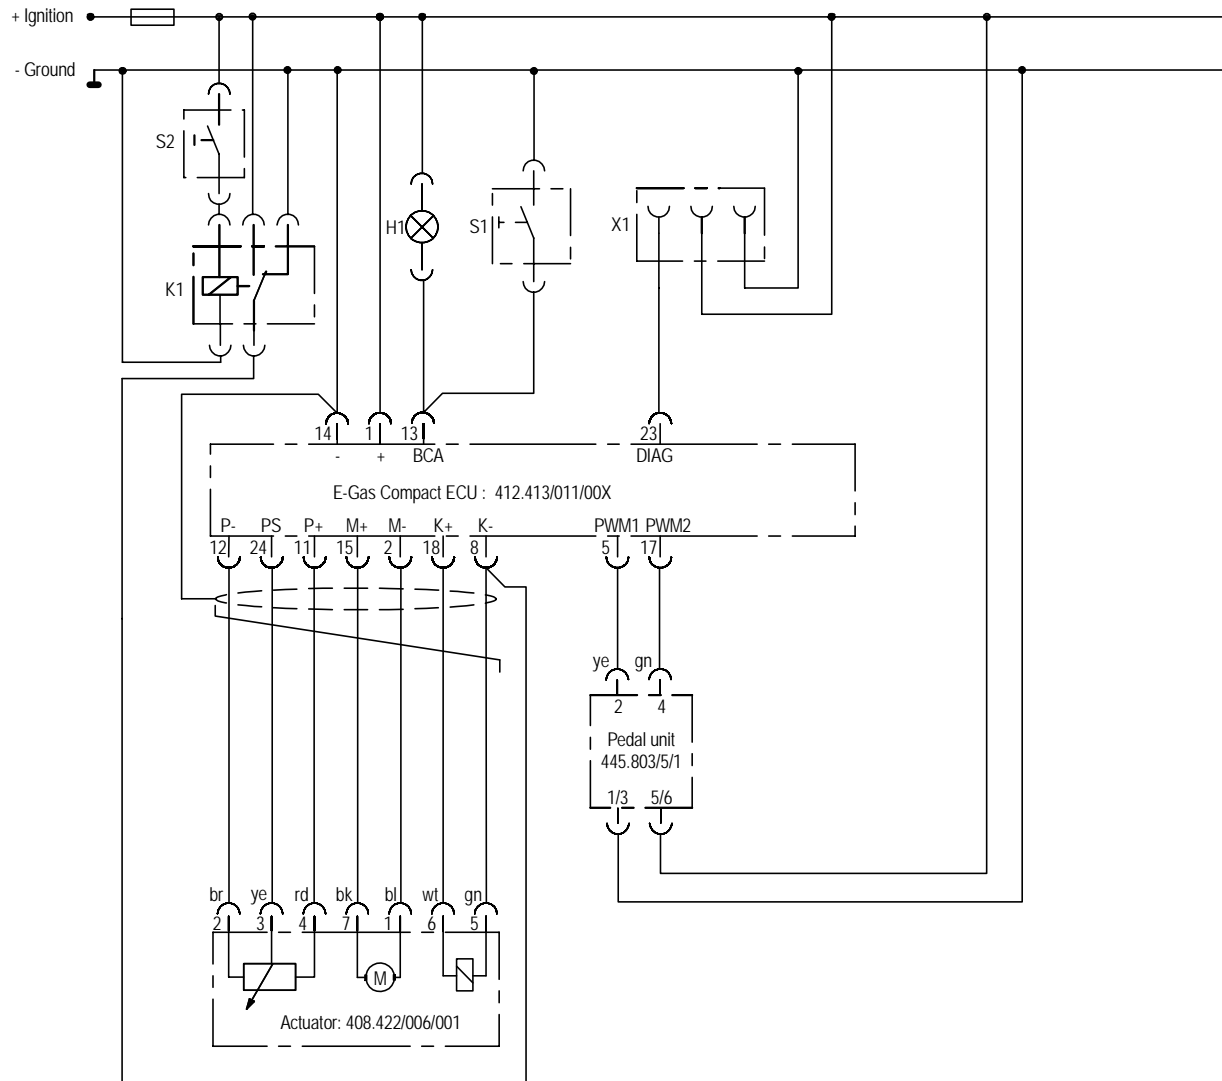 + Ignition
- Ground
S2
H1
S1
X1
K1
14 1 13 23
- + BCA DIAG
E-Gas Compact ECU : 412.413/011/00X
P- PS P+ M+ M- K+ K- PWM1 PWM2
12 24 11 15 2 18 8 5 17
ye gn
2 4
Pedal unit
445.803/5/1
1/3 5/6
br ye rd bk bl wt gn
2 3 4 7 1 6 5
M
Actuator: 408.422/006/001